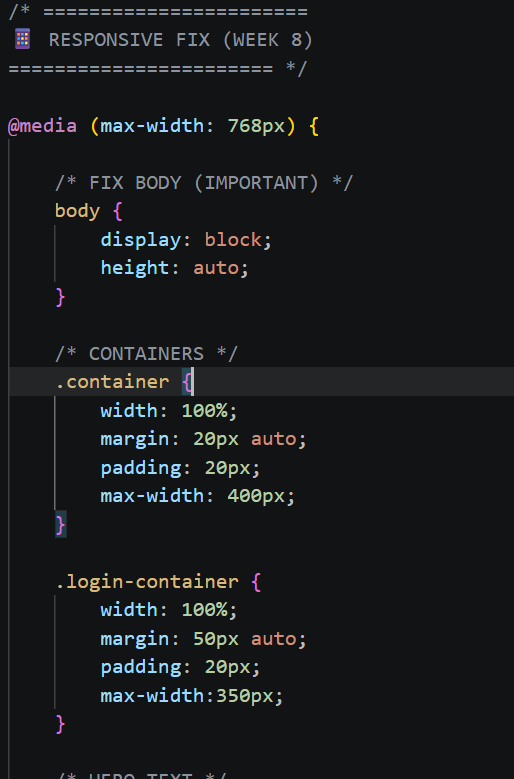 /* =======================
📱 RESPONSIVE FIX (WEEK 8)
======================= */
@media (max-width: 768px) {
/* FIX BODY (IMPORTANT) */
body {
display: block;
height: auto;
}
/* CONTAINERS */
.container {
width: 100%;
margin: 20px auto;
padding: 20px;
max-width: 400px;
}
.login-container {
width: 100%;
margin: 50px auto;
padding: 20px;
max-width:350px;
}
/* HERO TEXT */